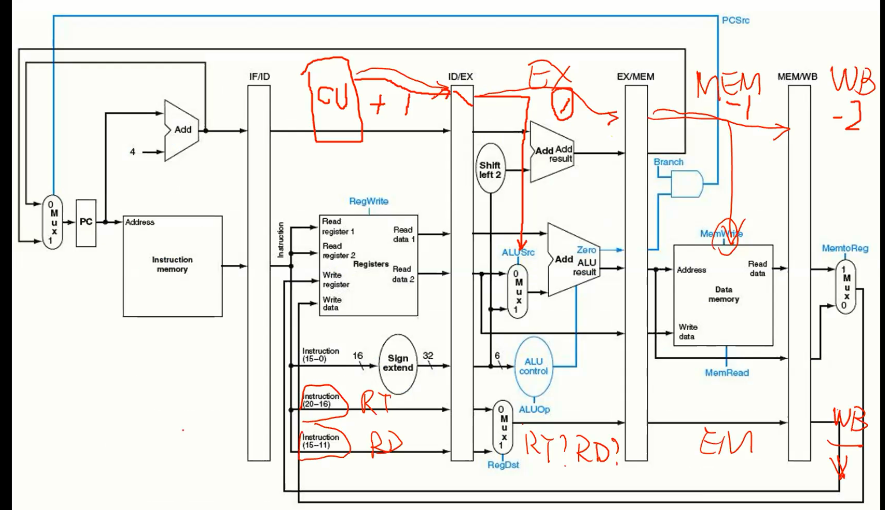 PCSrc
IF/ID
CU
+ 1
ID/EX
EX
EX/MEM
MEM
-1
MEM/WB
WB
-2
Add
4
Add
Add
result
Shift
left 2
Branch
0
M
u
x
1
PC
Address
Instruction
memory
Instruction
RegWrite
Read
register 1
Read
register 2
Write
register
Write
data
Registers
Read
data 1
Read
data 2
ALUSrc
0
M
u
x
1
Zero
Add
ALU
result
MemWrite
Address
Read
data
Data
memory
Write
data
MemRead
MemtoReg
1
M
u
x
0
Instruction
(15–0)
16
Sign
extend
32
6
ALU
control
ALUOp
Instruction
(20–16)
RT
Instruction
(15–11)
RD
0
M
u
x
1
RegDst
RT? RD?
WB